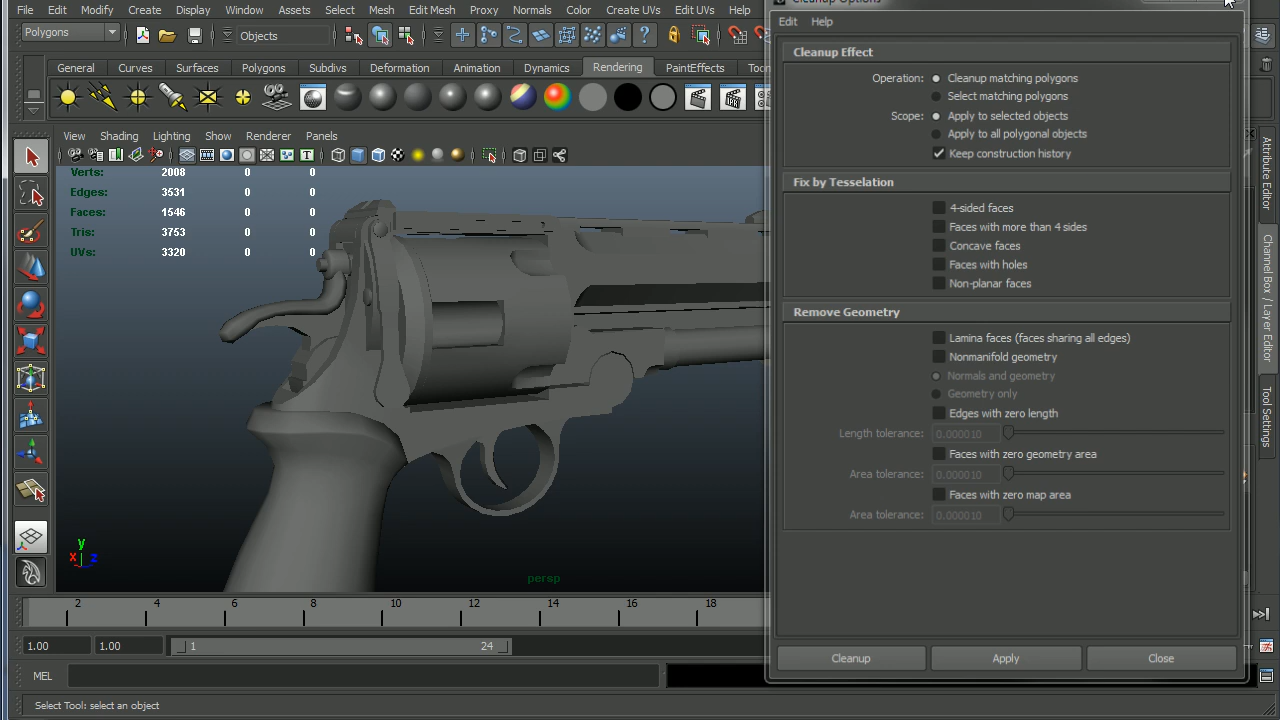 File Edit Modify Create Display Window Assets Select Mesh Edit Mesh Proxy Normals Color Create UVs Edit UVs Help
Cleanup Options
Edit Help
Polygons
Objects
General Curves Surfaces Polygons Subdivs Deformation Animation Dynamics Rendering PaintEffects
View Shading Lighting Show Renderer Panels
Verts: 2008 0 0
Edges: 3531 0 0
Faces: 1546 0 0
Tris: 3753 0 0
UVs: 3320 0 0
Cleanup Effect
Operation: Cleanup matching polygons
Select matching polygons
Scope: Apply to selected objects
Apply to all polygonal objects
Keep construction history
Fix by Tesselation
4-sided faces
Faces with more than 4 sides
Concave faces
Faces with holes
Non-planar faces
Remove Geometry
Lamina faces (faces sharing all edges)
Nonmanifold geometry
Normals and geometry
Geometry only
Edges with zero length
Length tolerance: 0.000010
Faces with zero geometry area
Area tolerance: 0.000010
Faces with zero map area
Area tolerance: 0.000010
Cleanup Apply Close
Attribute Editor
Channel Box / Layer Editor
Tool Settings
y
x z
persp
2 4 6 8 10 12 14 16 18
1.00 1.00 1 24
MEL
Select Tool: select an object